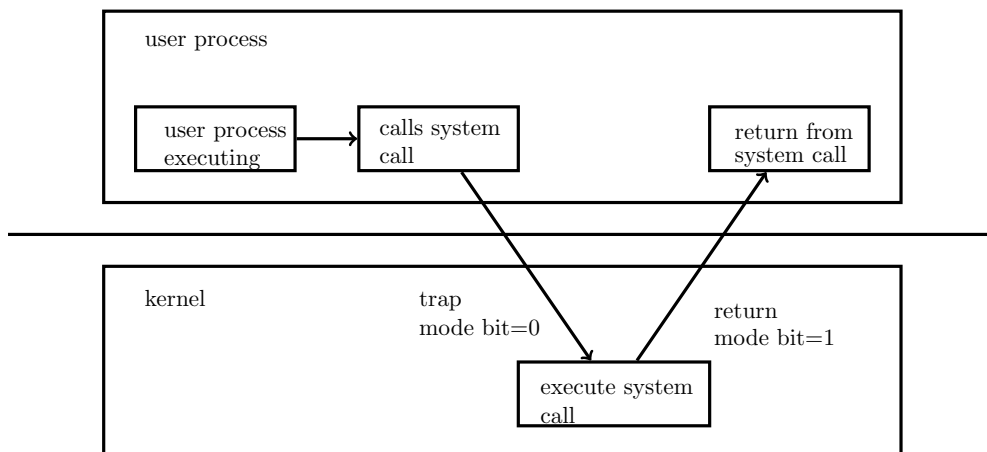 user process
user process
executing
calls system
call
return from
system call
kernel
trap
mode bit=0
return
mode bit=1
execute system
call